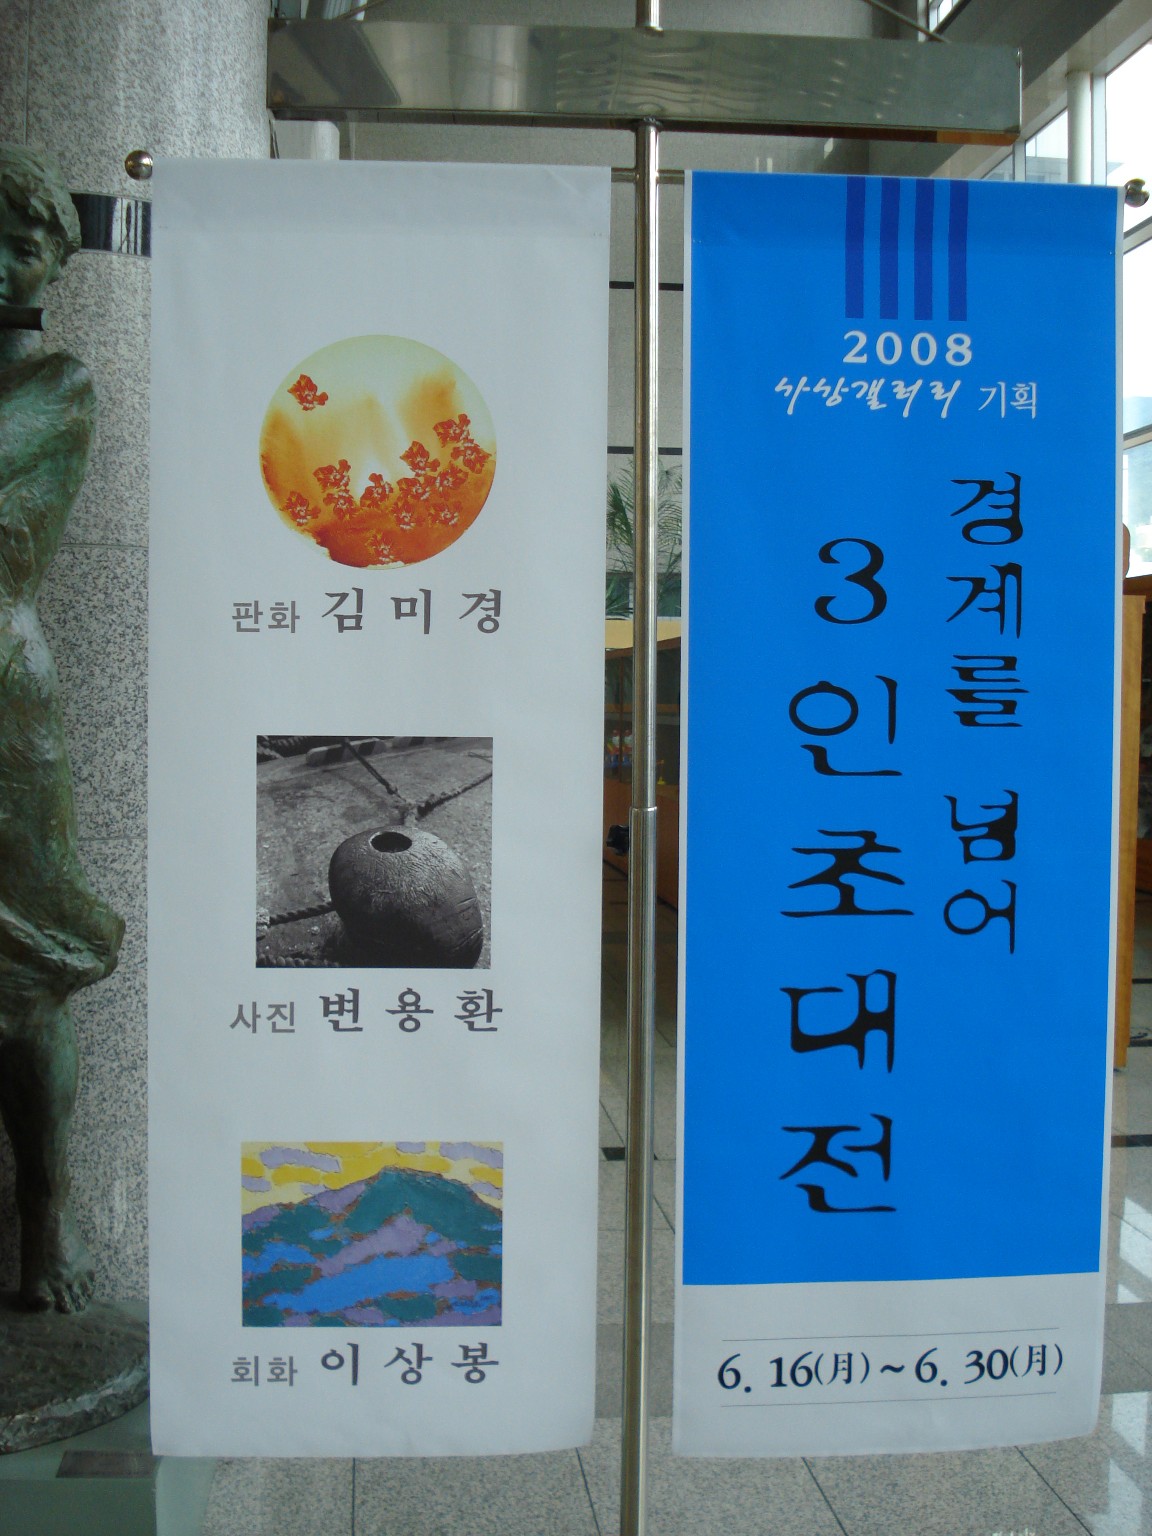 판화 김미경
사진 변용환
회화 이상봉
2008
사상갤러리 기획
경계를 넘어
3인초대전
6. 16(月) ~ 6. 30(月)